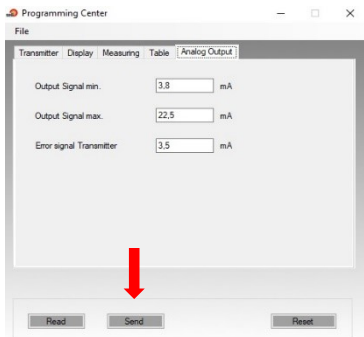 Programming Center
File
Transmitter Display Measuring Table Analog Output
Output Signal min. 3,8 mA
Output Signal max. 22,5 mA
Error signal Transmitter 3,5 mA
Read Send Reset